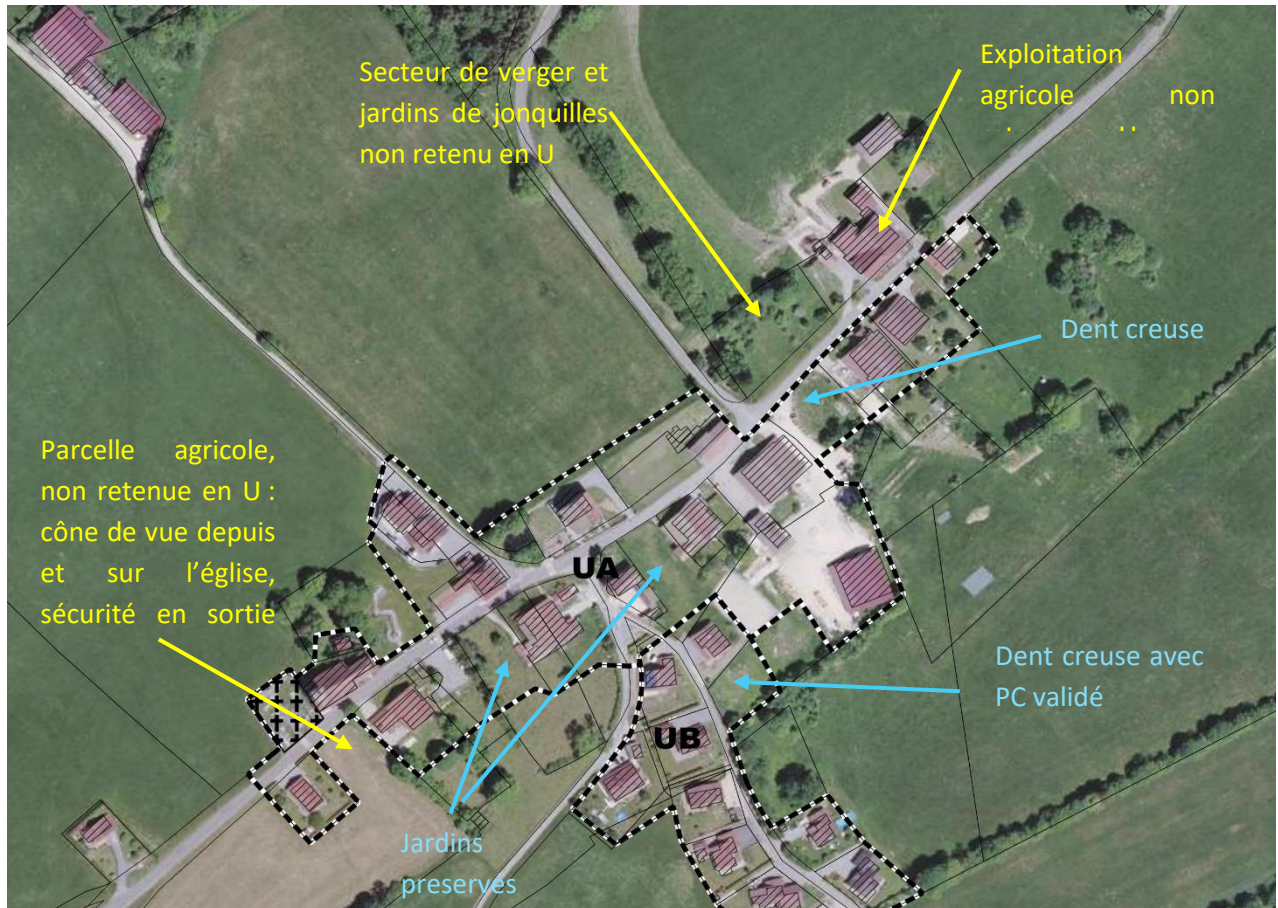 Secteur de verger et
jardins de jonquilles
non retenu en U
Exploitation
agricole non
Dent creuse
Parcelle agricole,
non retenue en U :
cône de vue depuis
et sur l'église,
sécurité en sortie
UA
Dent creuse avec
PC validé
UB
Jardins
preserves